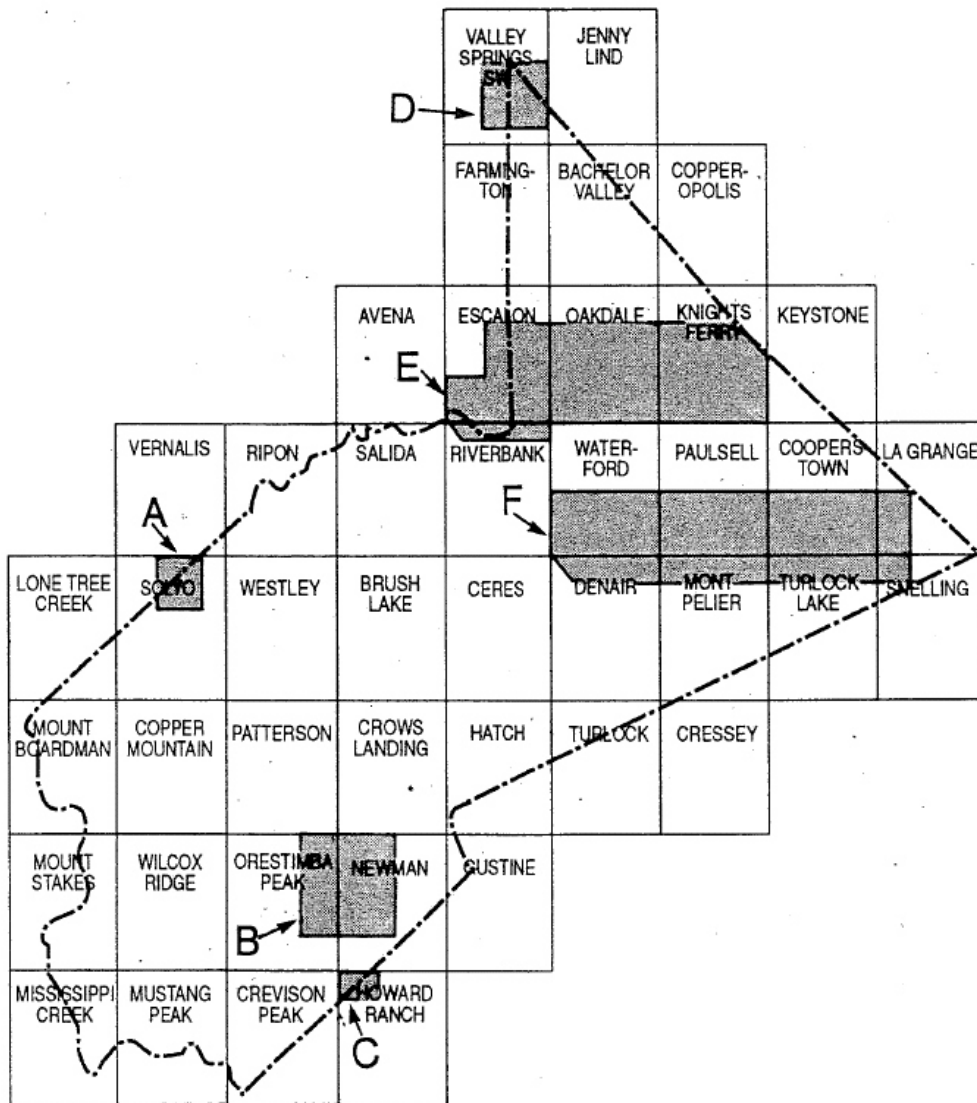 VALLEY
SPRINGS
SW
JENNY
LIND
D
FARMING-
TON
BACHELOR
VALLEY
COPPER-
OPOLIS
AVENA
ESCALON
OAKDALE
KNIGHTS
FERRY
KEYSTONE
E
VERNALIS
RIPON
SALIDA
RIVERBANK
WATER-
FORD
PAULSELL
COOPERS
TOWN
LA GRANGE
A
F
LONE TREE
CREEK
SOLYO
WESTLEY
BRUSH
LAKE
CERES
DENAIR
MONT
PELIER
TURLOCK
LAKE
SNELLING
MOUNT
BOARDMAN
COPPER
MOUNTAIN
PATTERSON
CROWS
LANDING
HATCH
TURLOCK
CRESSEY
MOUNT
STAKES
WILCOX
RIDGE
ORESTIMBA
PEAK
NEWMAN
GUSTINE
B
MISSISSIPPI
CREEK
MUSTANG
PEAK
CREVISON
PEAK
HOWARD
RANCH
C